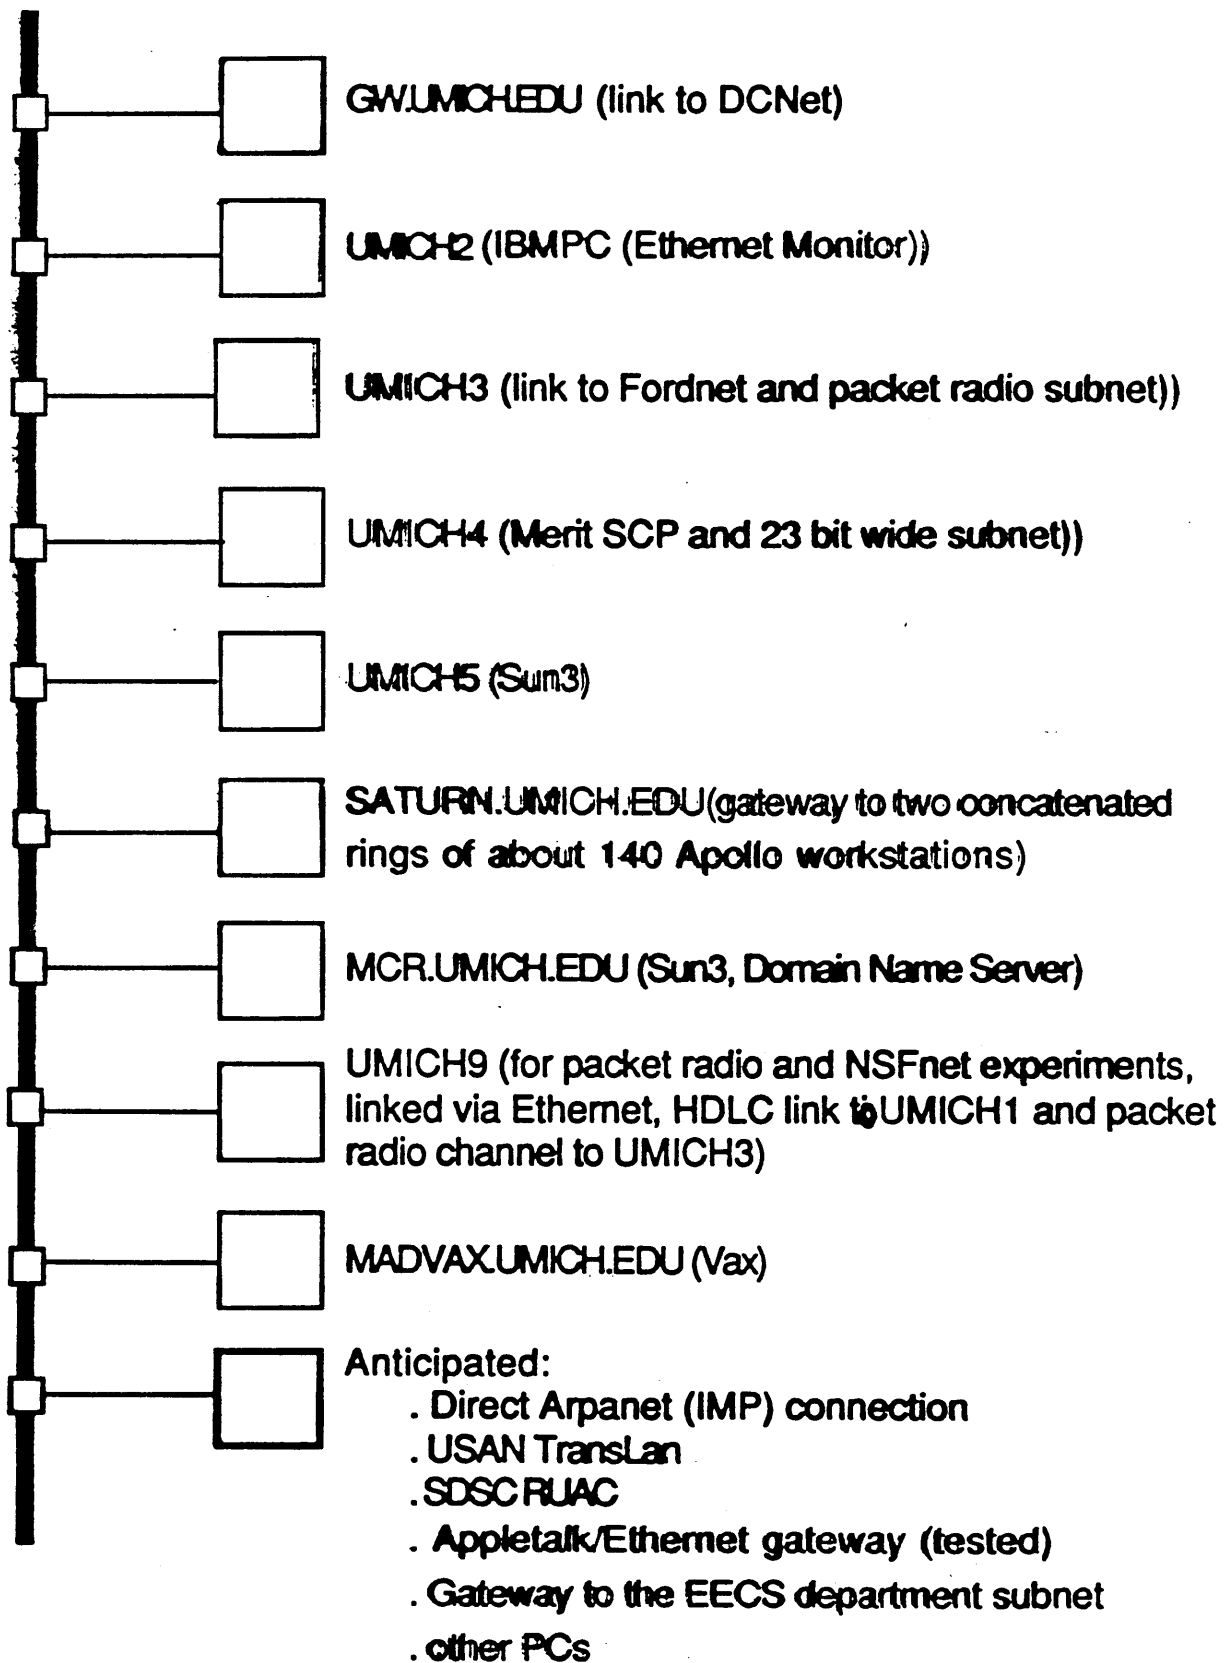 GW.UMICH.EDU (link to DCNet)
UMICH2 (IBMPC (Ethernet Monitor))
UMICH3 (link to Fordnet and packet radio subnet))
UMICH4 (Merit SCP and 23 bit wide subnet))
UMICH5 (Sun3)
SATURN.UMICH.EDU(gateway to two concatenated
rings of about 140 Apollo workstations)
MCR.UMICH.EDU (Sun3, Domain Name Server)
UMICH9 (for packet radio and NSFnet experiments,
linked via Ethernet, HDLC link to UMICH1 and packet
radio channel to UMICH3)
MADVAX.UMICH.EDU (Vax)
Anticipated:
. Direct Arpanet (IMP) connection
. USAN TransLan
. SDSC RUAC
. Appletalk/Ethernet gateway (tested)
. Gateway to the EECS department subnet
. other PCs